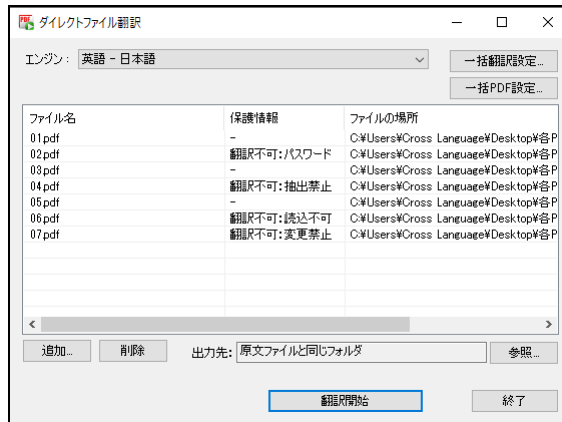 ダイレクトファイル翻訳
エンジン： 英語 - 日本語
一括翻訳設定...
一括PDF設定...
ファイル名 保護情報 ファイルの場所
01.pdf - C:¥Users¥Cross Language¥Desktop¥各P
02.pdf 翻訳不可:パスワード C:¥Users¥Cross Language¥Desktop¥各P
03.pdf - C:¥Users¥Cross Language¥Desktop¥各P
04.pdf 翻訳不可:抽出禁止 C:¥Users¥Cross Language¥Desktop¥各P
05.pdf - C:¥Users¥Cross Language¥Desktop¥各P
06.pdf 翻訳不可:読込不可 C:¥Users¥Cross Language¥Desktop¥各P
07.pdf 翻訳不可:変更禁止 C:¥Users¥Cross Language¥Desktop¥各P
追加... 削除 出力先: 原文ファイルと同じフォルダ 参照...
翻訳開始 終了